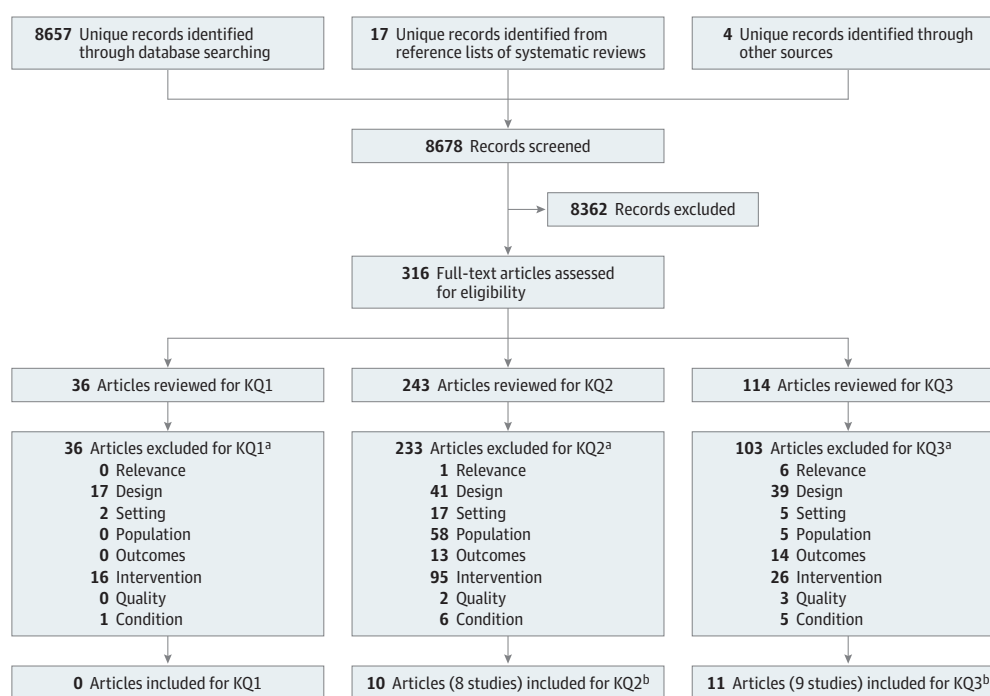 8657 Unique records identified
through database searching
17 Unique records identified from
reference lists of systematic reviews
4 Unique records identified through
other sources
8678 Records screened
8362 Records excluded
316 Full-text articles assessed
for eligibility
36 Articles reviewed for KQ1
243 Articles reviewed for KQ2
114 Articles reviewed for KQ3
36 Articles excluded for KQ1a
0 Relevance
17 Design
2 Setting
0 Population
0 Outcomes
16 Intervention
0 Quality
1 Condition
233 Articles excluded for KQ2a
1 Relevance
41 Design
17 Setting
58 Population
13 Outcomes
95 Intervention
2 Quality
6 Condition
103 Articles excluded for KQ3a
6 Relevance
39 Design
5 Setting
5 Population
14 Outcomes
26 Intervention
3 Quality
5 Condition
0 Articles included for KQ1
10 Articles (8 studies) included for KQ2b
11 Articles (9 studies) included for KQ3b